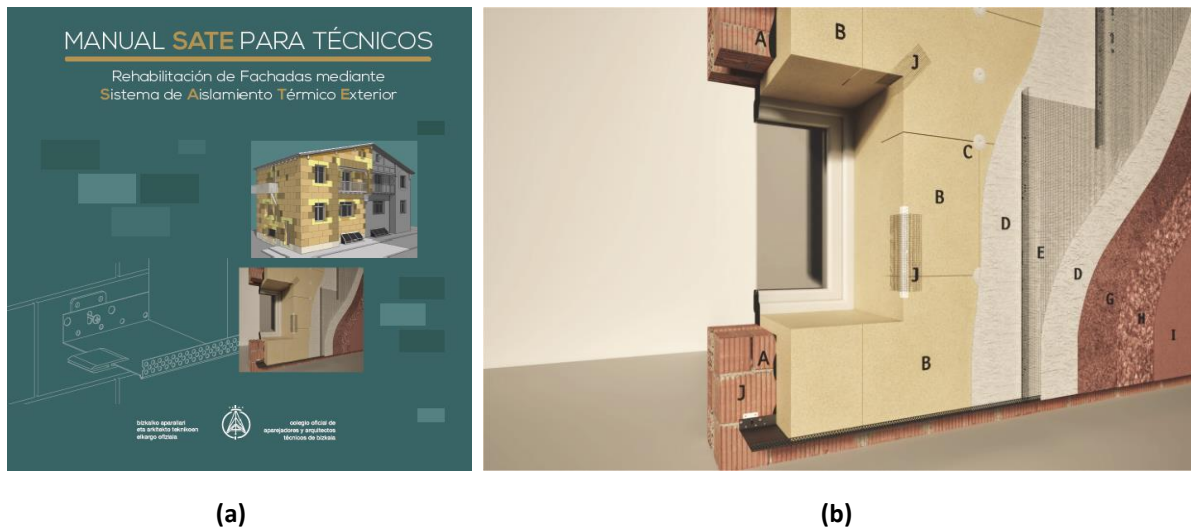 MANUAL SATE PARA TÉCNICOS
Rehabilitación de Fachadas mediante
Sistema de Aislamiento Térmico Exterior
bizkaiko aparailari
eta arkitekto teknikoen
elkargo ofiziala
colegio oficial de
aparejadores y arquitectos
técnicos de bizkaia
A
B
J
C
B
D
E
J
D
G
H
I
A
B
J
(a)
(b)